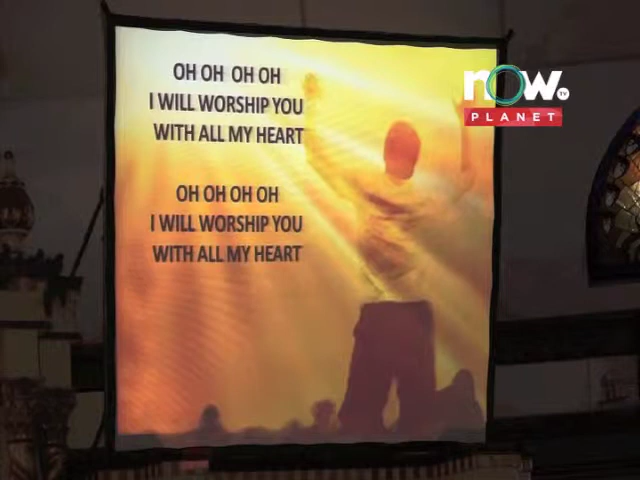 OH OH OH OH
I WILL WORSHIP YOU
WITH ALL MY HEART
OH OH OH OH
I WILL WORSHIP YOU
WITH ALL MY HEART
now.
TV
PLANET